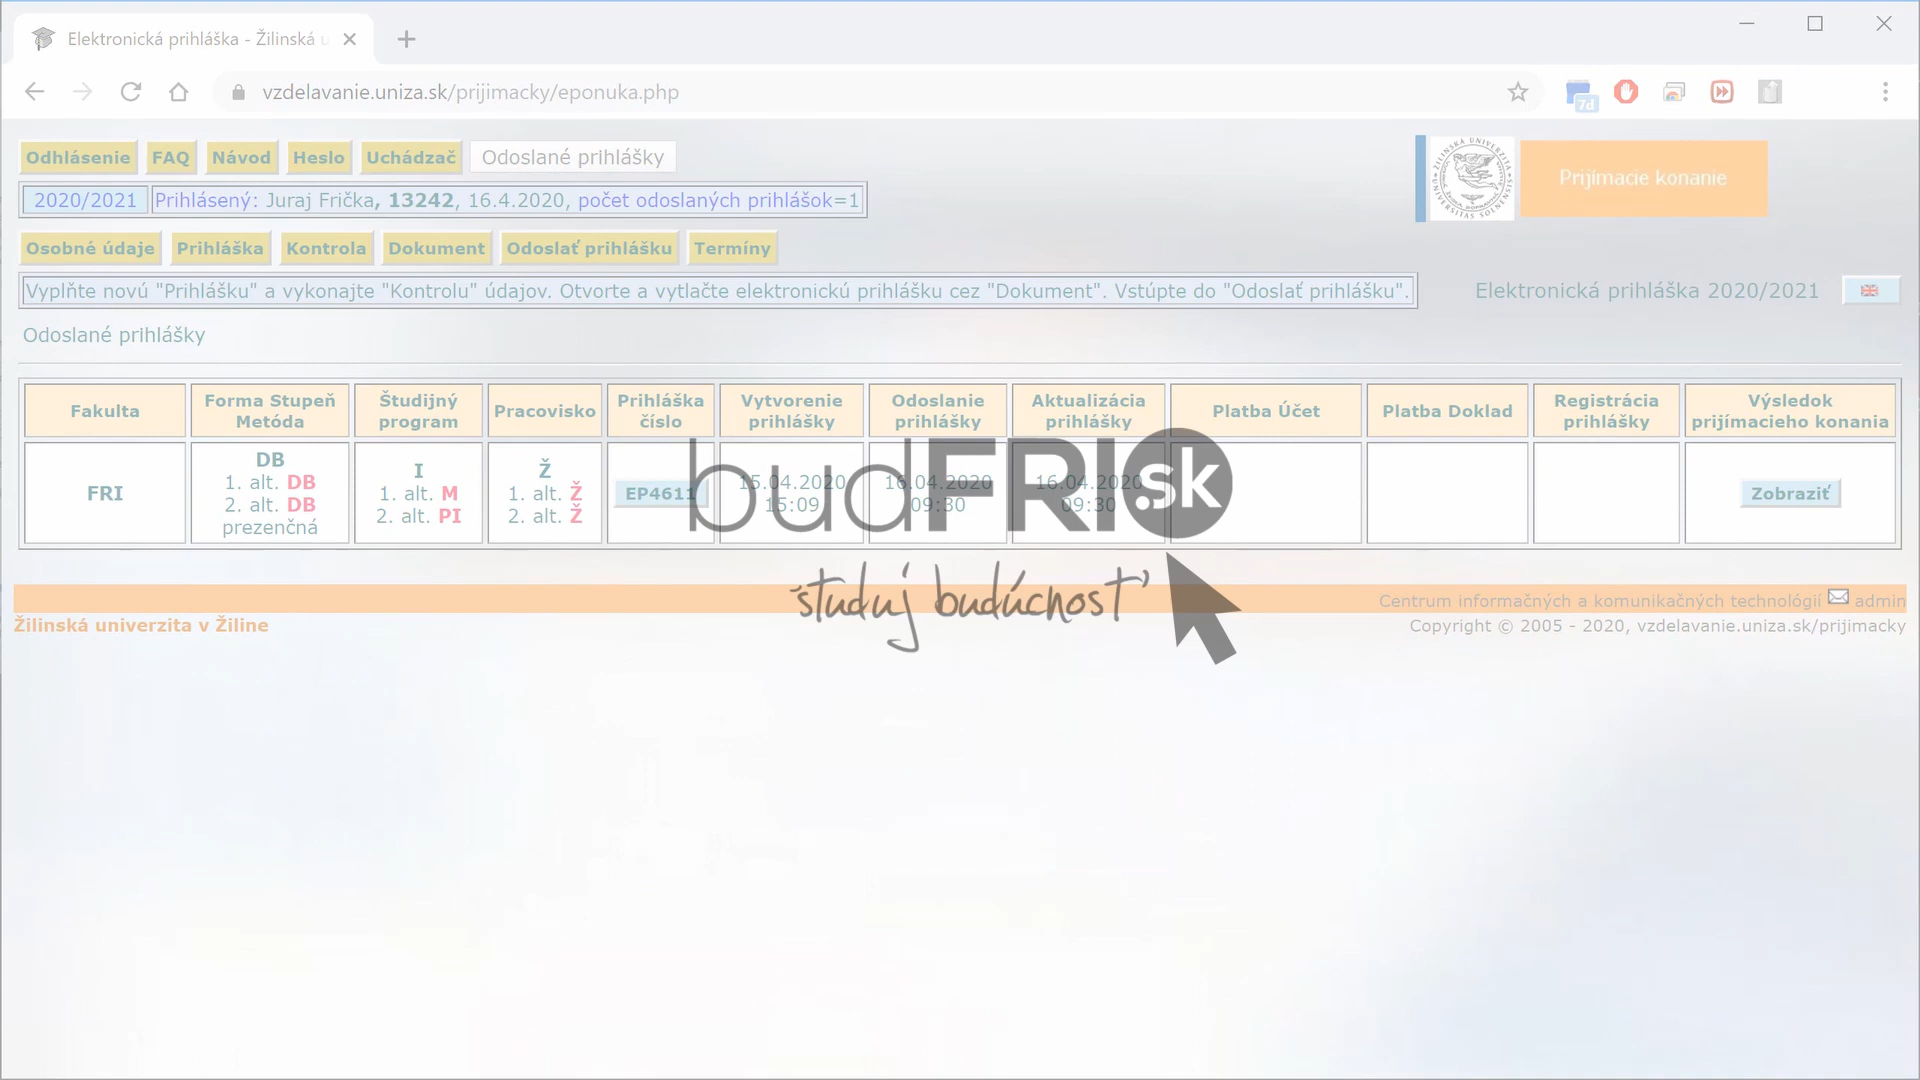 Elektronická prihláška - Žilinská u
vzdelavanie.uniza.sk/prijimacky/eponuka.php
7d
Odhlásenie FAQ Návod Heslo Uchádzač Odoslané prihlášky
ŽILINSKÁ UNIVERZITA
UNIVERSITAS SOLNENSIS
Prijímacie konanie
2020/2021 Prihlásený: Juraj Frička, 13242, 16.4.2020, počet odoslaných prihlášok=1
Osobné údaje Prihláška Kontrola Dokument Odoslať prihlášku Termíny
Vyplňte novú "Prihlášku" a vykonajte "Kontrolu" údajov. Otvorte a vytlačte elektronickú prihlášku cez "Dokument". Vstúpte do "Odoslať prihlášku".
Elektronická prihláška 2020/2021
Odoslané prihlášky
Fakulta
Forma Stupeň
Metóda
Študijný
program
Pracovisko
Prihláška
číslo
Vytvorenie
prihlášky
Odoslanie
prihlášky
Aktualizácia
prihlášky
Platba Účet
Platba Doklad
Registrácia
prihlášky
Výsledok
prijímacieho konania
FRI
DB
1. alt. DB
2. alt. DB
prezenčná
I
1. alt. M
2. alt. PI
Ž
1. alt. Ž
2. alt. Ž
EP4611
15.04.2020
15:09
16.04.2020
09:30
16.04.2020
09:30
Zobraziť
budFRI.sk
študuj budúcnosť
Centrum informačných a komunikačných technológií admin
Žilinská univerzita v Žiline
Copyright © 2005 - 2020, vzdelavanie.uniza.sk/prijimacky